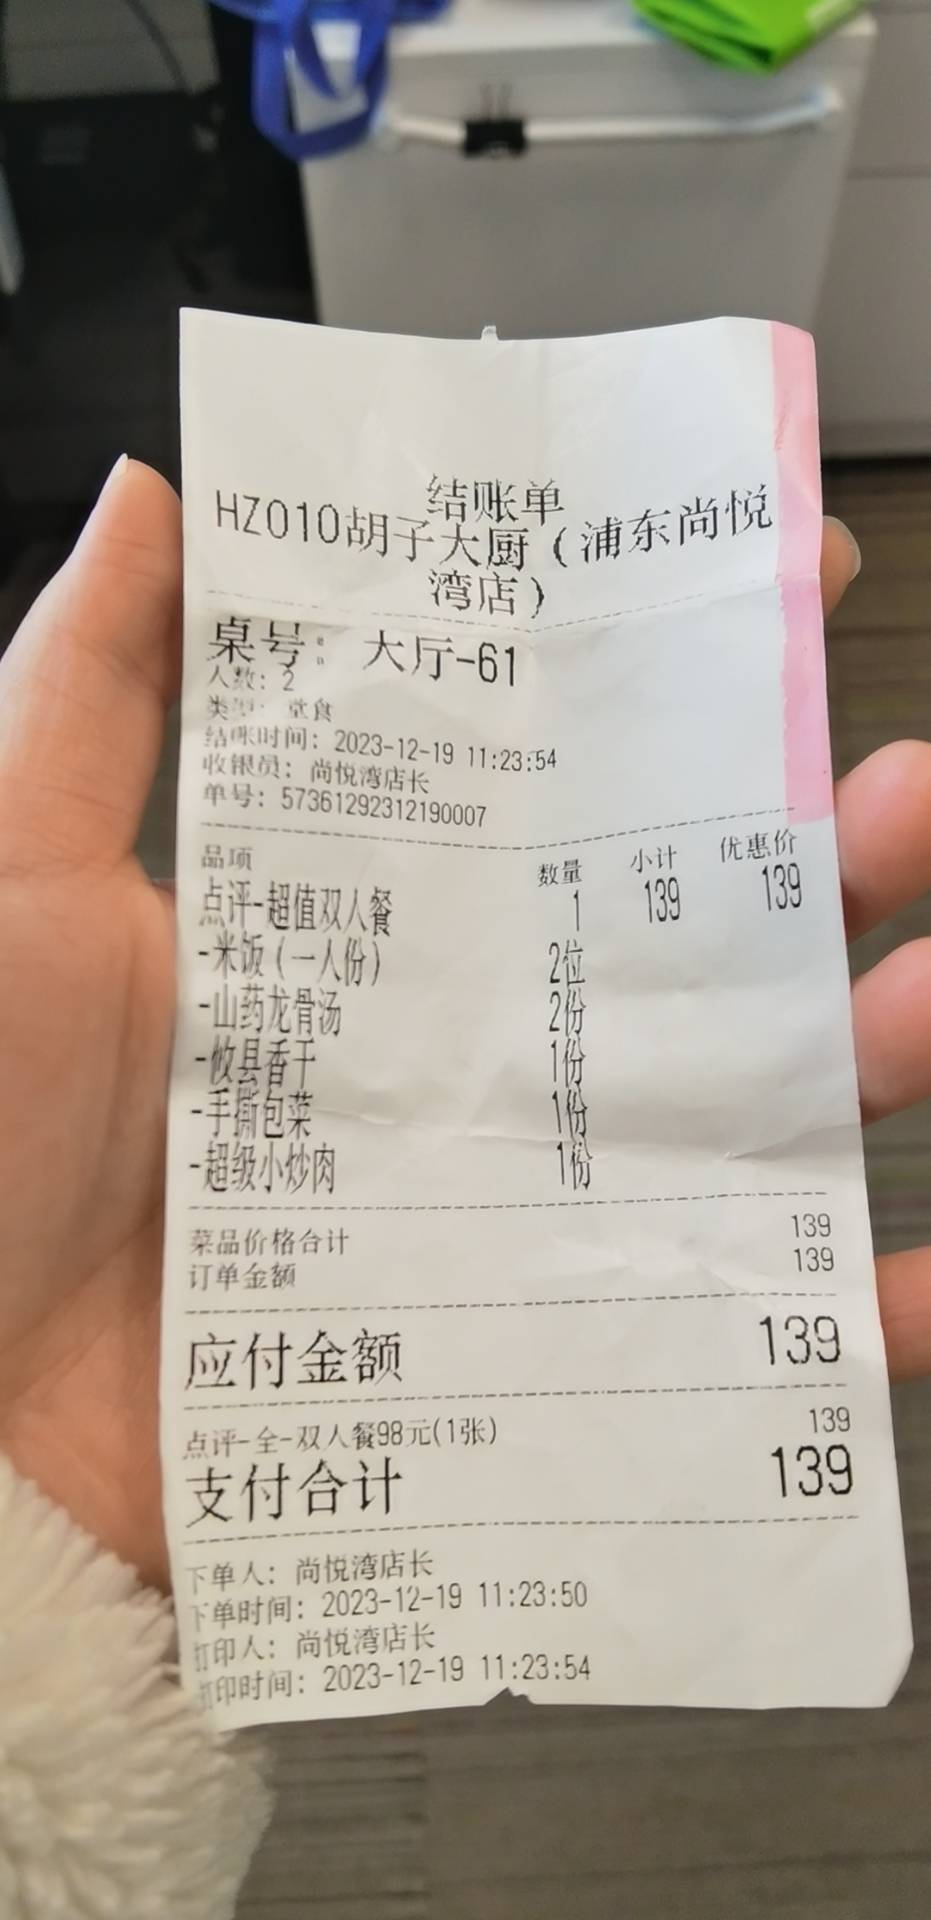 结账单
HZ010胡子大厨（浦东尚悦
湾店）
桌号： 大厅-61
人数：2
类型：堂食
结账时间：2023-12-19 11:23:54
收银员：尚悦湾店长
单号：57361292312190007
品项 数量 小计 优惠价
点评-超值双人餐 1 139 139
-米饭（一人份） 2位
-山药龙骨汤 2份
-攸县香干 1份
-手撕包菜 1份
-超级小炒肉 1份
菜品价格合计 139
订单金额 139
应付金额 139
点评-全-双人餐98元(1张) 139
支付合计 139
下单人：尚悦湾店长
下单时间：2023-12-19 11:23:50
打印人：尚悦湾店长
打印时间：2023-12-19 11:23:54